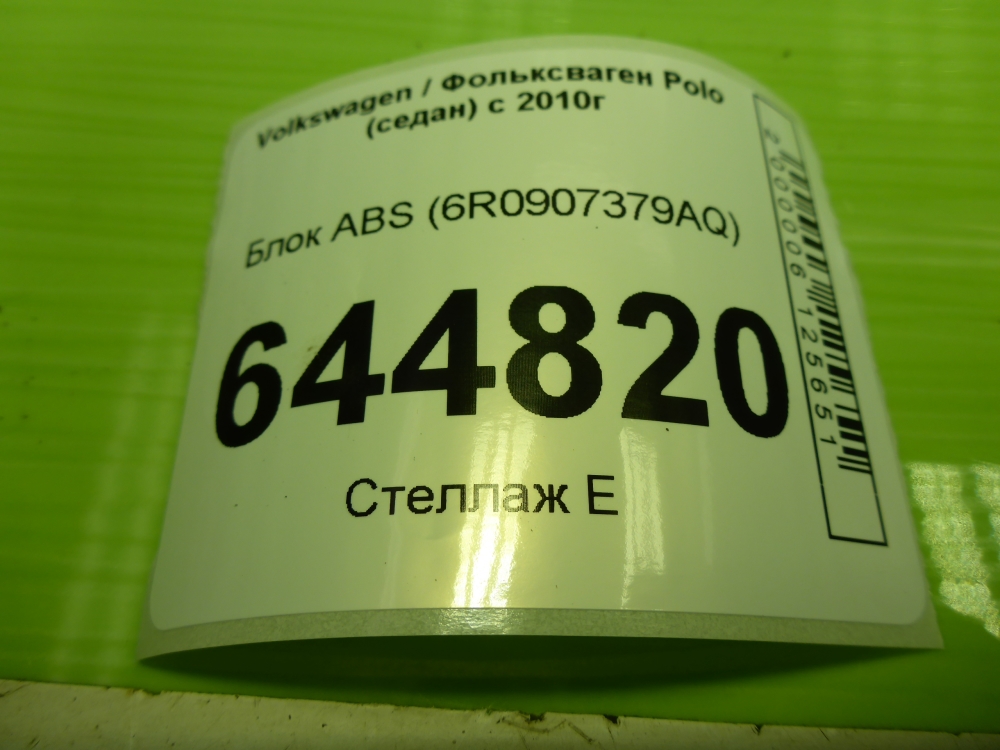 Volkswagen / Фольксваген Polo
(седан) с 2010г
Блок ABS (6R0907379AQ)
644820
Стеллаж Е
2000006125651